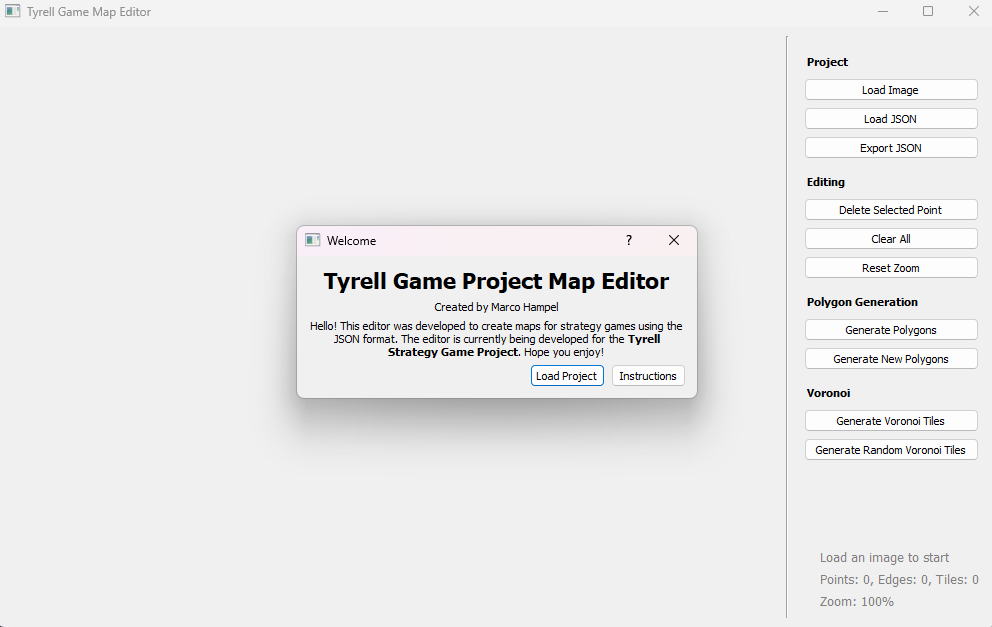 Tyrell Game Map Editor
Welcome
?
Tyrell Game Project Map Editor
Created by Marco Hampel
Hello! This editor was developed to create maps for strategy games using the
JSON format. The editor is currently being developed for the Tyrell
Strategy Game Project. Hope you enjoy!
Load Project
Instructions
Project
Load Image
Load JSON
Export JSON
Editing
Delete Selected Point
Clear All
Reset Zoom
Polygon Generation
Generate Polygons
Generate New Polygons
Voronoi
Generate Voronoi Tiles
Generate Random Voronoi Tiles
Load an image to start
Points: 0, Edges: 0, Tiles: 0
Zoom: 100%